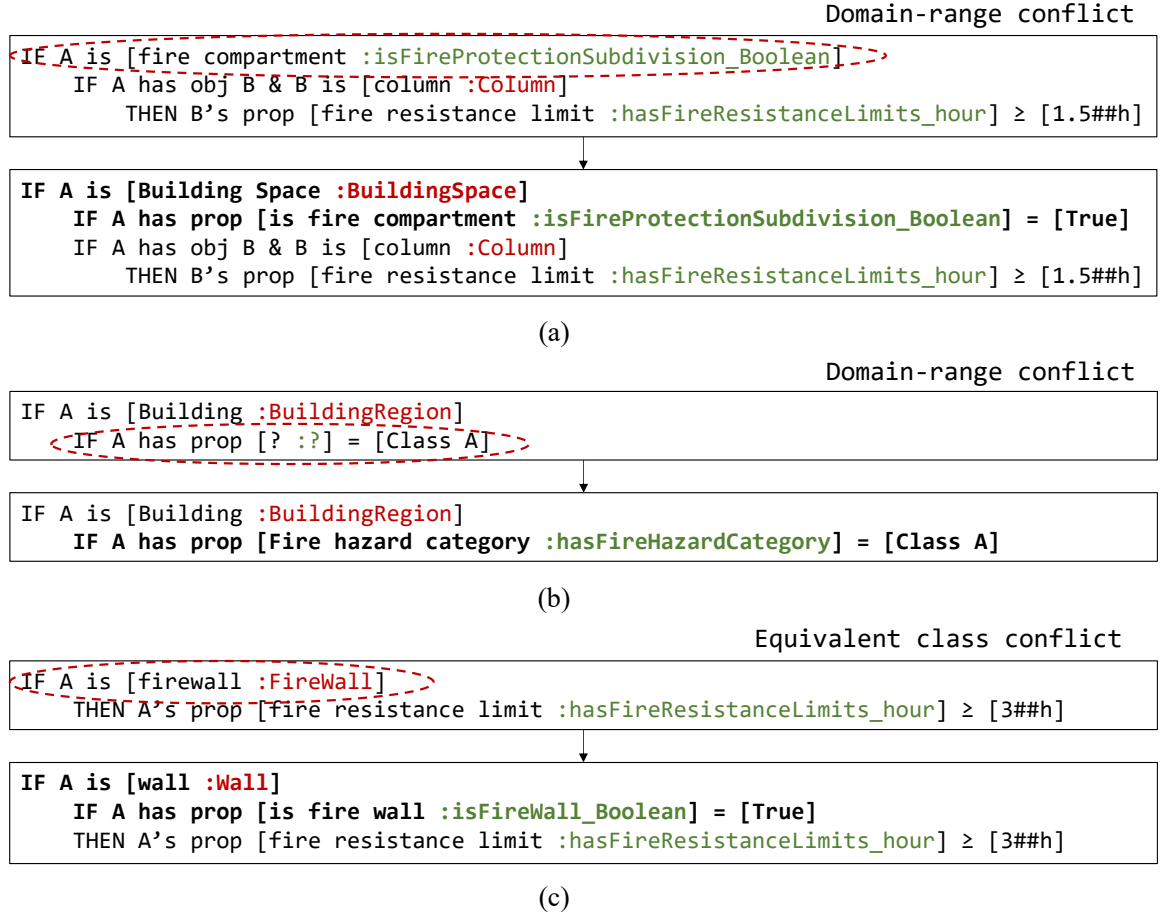 Domain-range conflict
IF A is [fire compartment :isFireProtectionSubdivision_Boolean]
IF A has obj B & B is [column :Column]
THEN B’s prop [fire resistance limit :hasFireResistanceLimits_hour] ≥ [1.5##h]
IF A is [Building Space :BuildingSpace]
IF A has prop [is fire compartment :isFireProtectionSubdivision_Boolean] = [True]
IF A has obj B & B is [column :Column]
THEN B’s prop [fire resistance limit :hasFireResistanceLimits_hour] ≥ [1.5##h]
(a)
Domain-range conflict
IF A is [Building :BuildingRegion]
IF A has prop [? :?] = [Class A]
IF A is [Building :BuildingRegion]
IF A has prop [Fire hazard category :hasFireHazardCategory] = [Class A]
(b)
Equivalent class conflict
IF A is [firewall :FireWall]
THEN A’s prop [fire resistance limit :hasFireResistanceLimits_hour] ≥ [3##h]
IF A is [wall :Wall]
IF A has prop [is fire wall :isFireWall_Boolean] = [True]
THEN A’s prop [fire resistance limit :hasFireResistanceLimits_hour] ≥ [3##h]
(c)